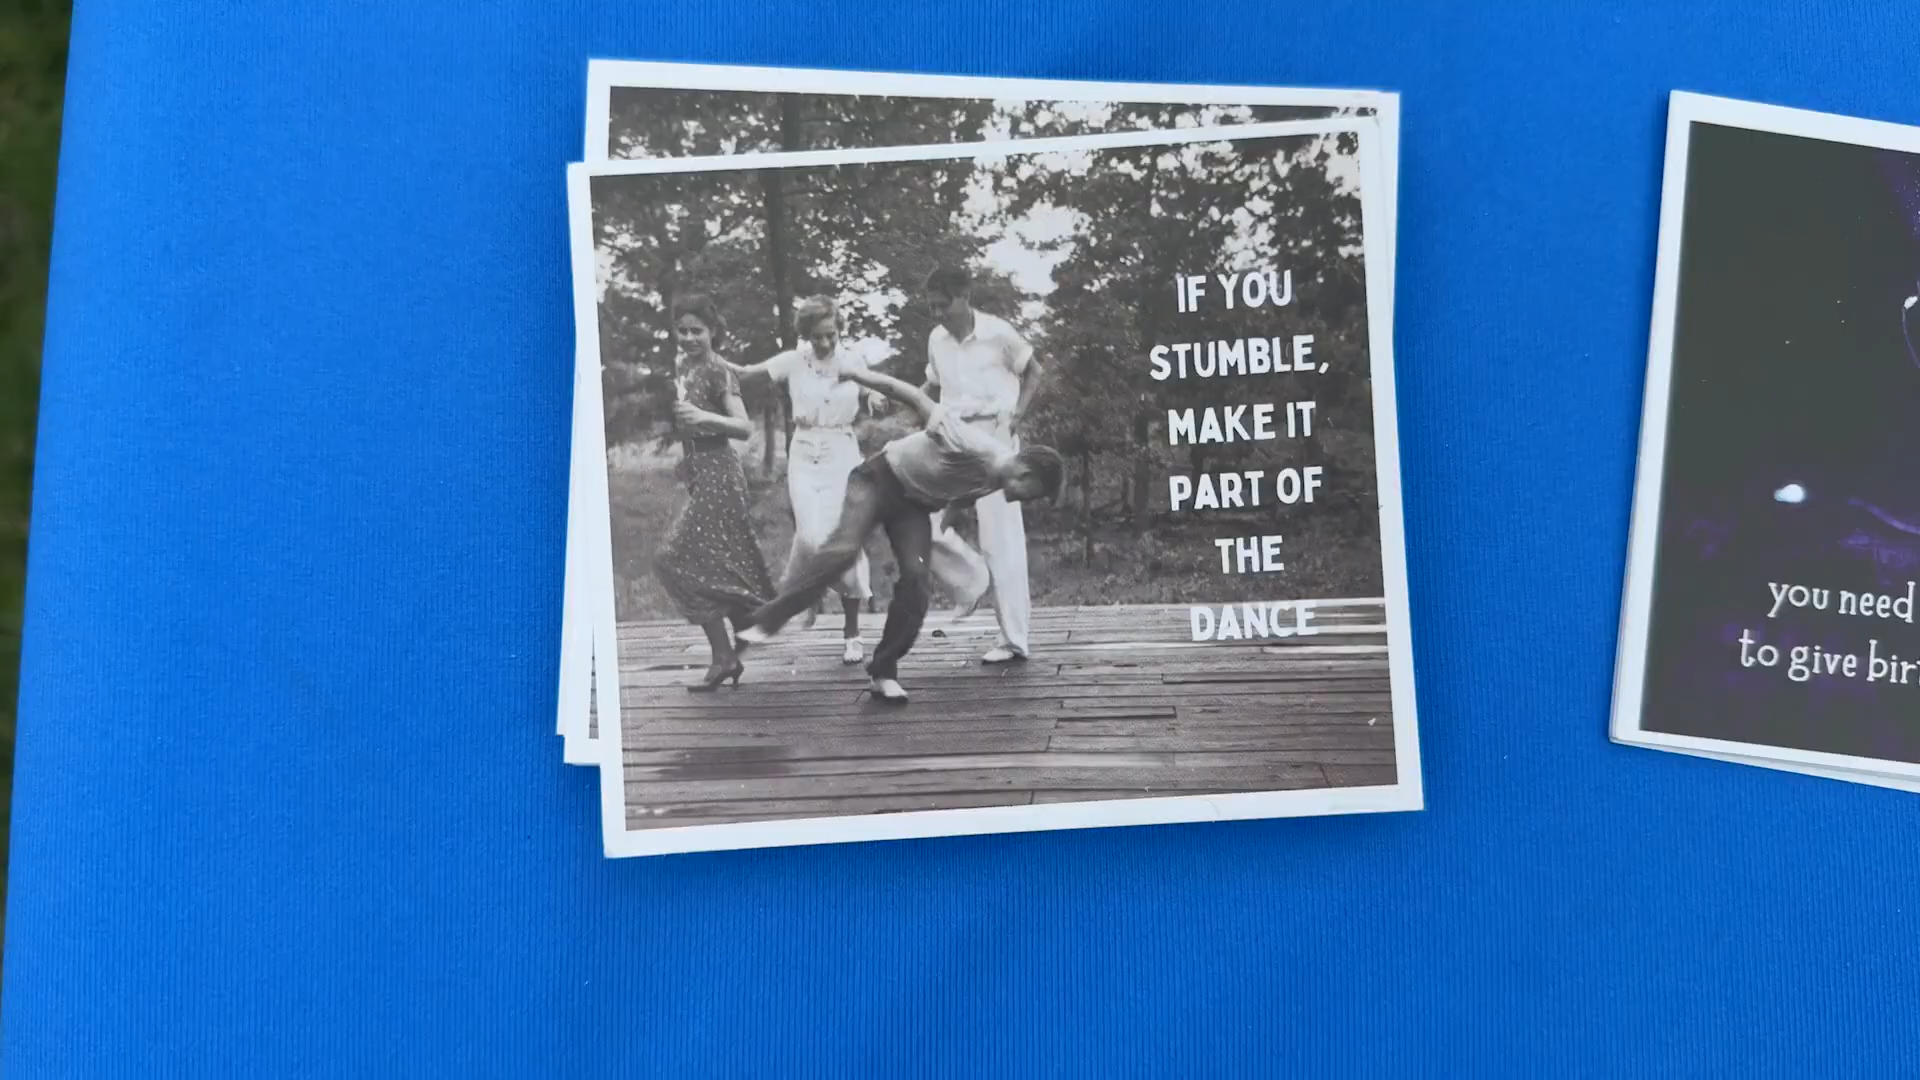 IF YOU
STUMBLE,
MAKE IT
PART OF
THE
DANCE
you need
to give